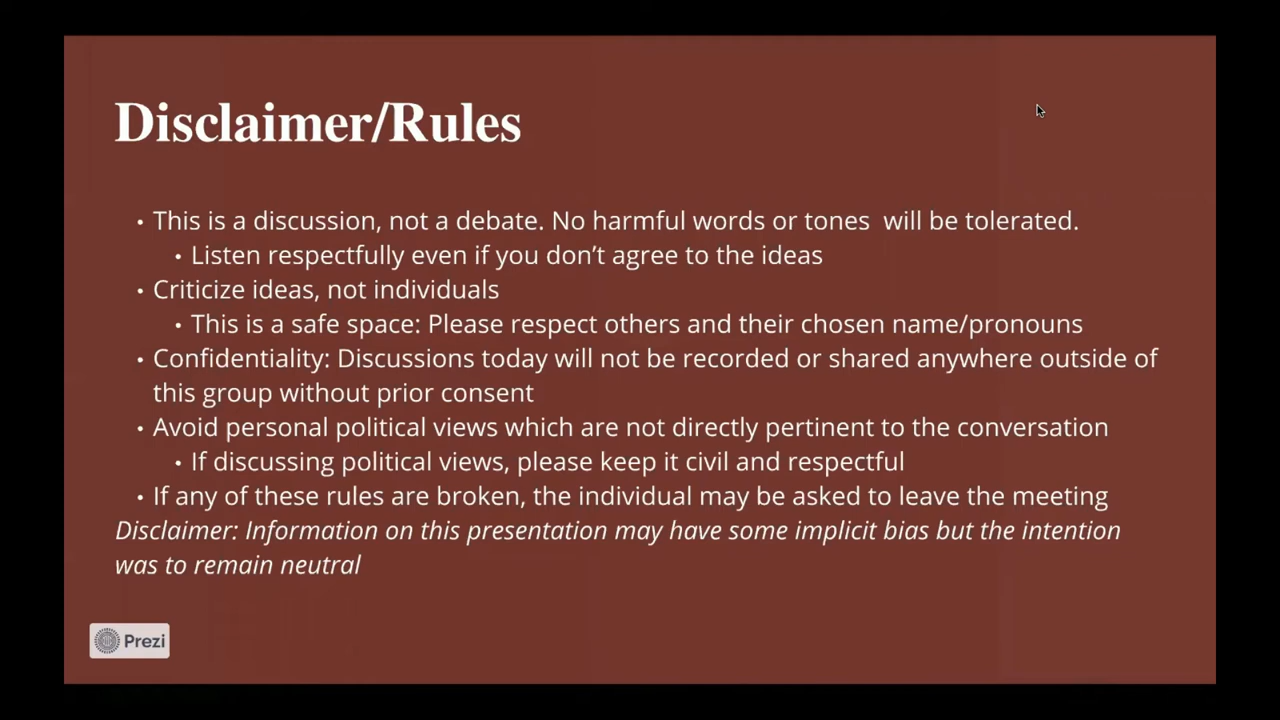 Disclaimer/Rules
• This is a discussion, not a debate. No harmful words or tones  will be tolerated.
• Listen respectfully even if you don’t agree to the ideas
• Criticize ideas, not individuals
• This is a safe space: Please respect others and their chosen name/pronouns
• Confidentiality: Discussions today will not be recorded or shared anywhere outside of
this group without prior consent
• Avoid personal political views which are not directly pertinent to the conversation
• If discussing political views, please keep it civil and respectful
• If any of these rules are broken, the individual may be asked to leave the meeting
Disclaimer: Information on this presentation may have some implicit bias but the intention
was to remain neutral
Prezi